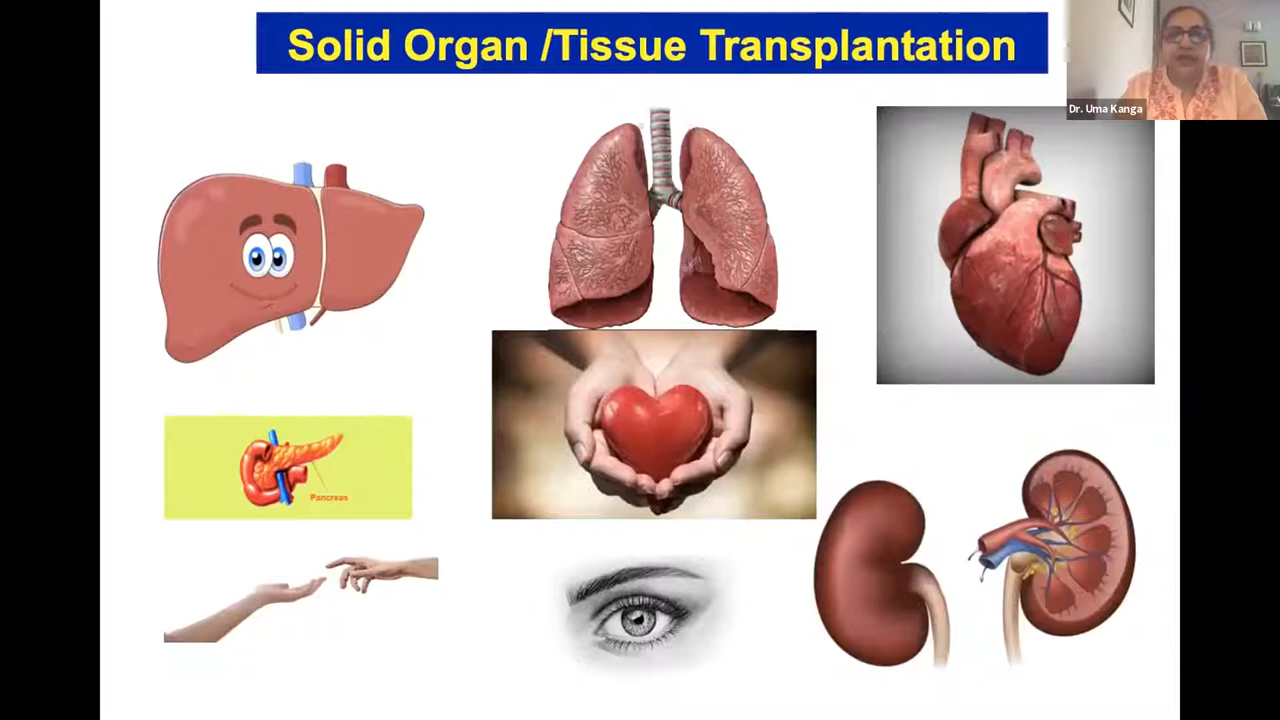 Solid Organ /Tissue Transplantation
Dr. Uma Kanga
Pancreas